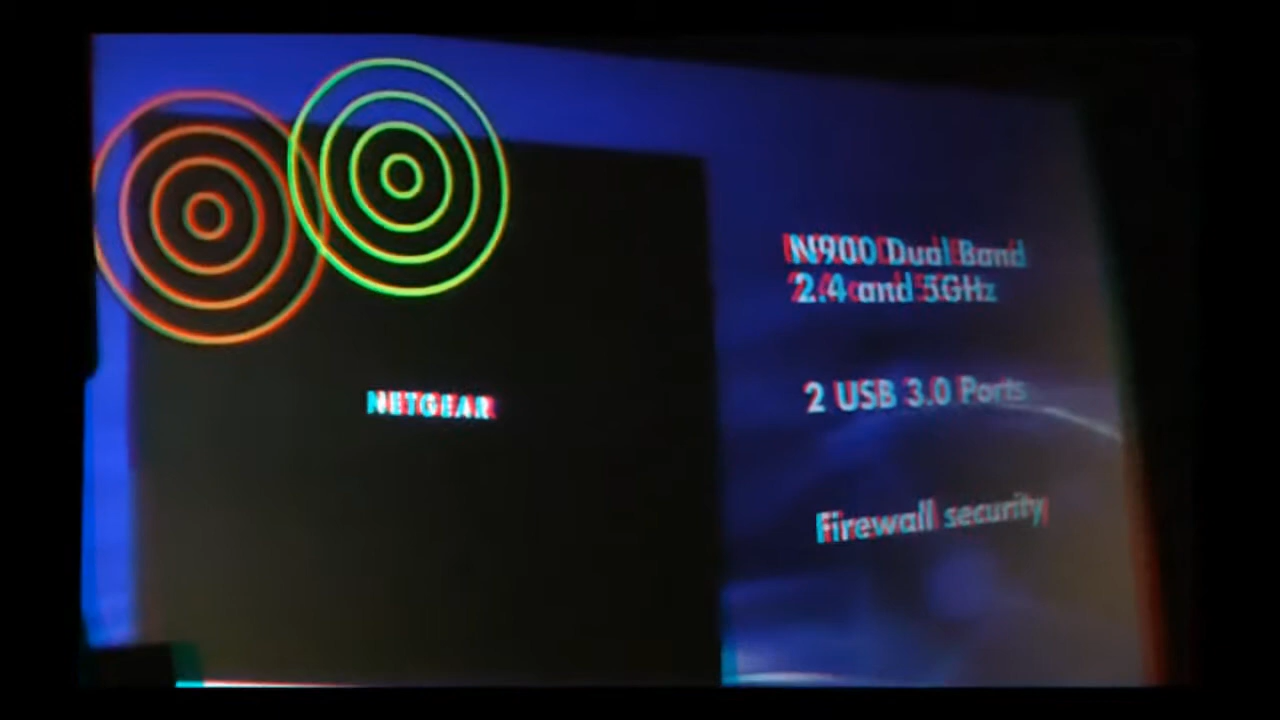 NETGEAR
N900 Dual Band
2.4 and 5GHz
2 USB 3.0 Ports
Firewall security